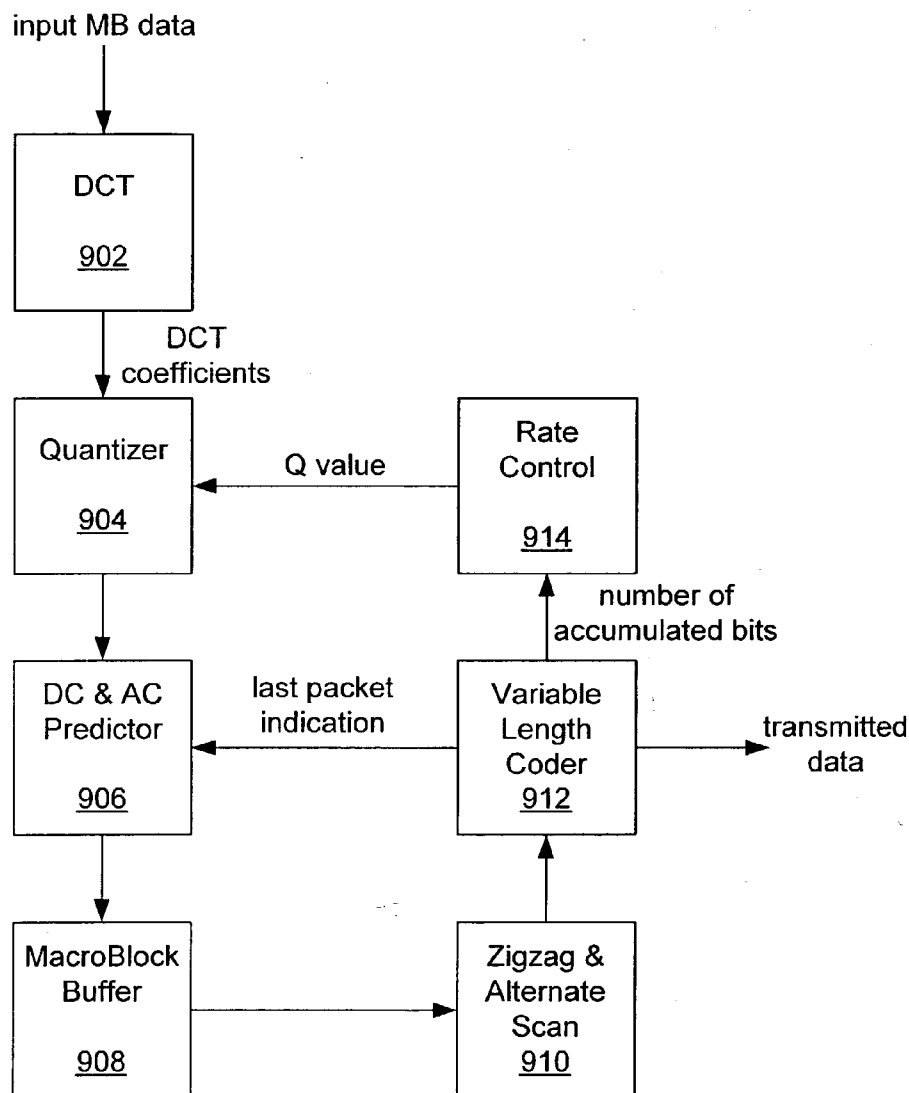 input MB data
DCT
902
DCT
coefficients
Quantizer
904
Q value
Rate
Control
914
number of
accumulated bits
DC & AC
Predictor
906
last packet
indication
Variable
Length
Coder
912
transmitted
data
MacroBlock
Buffer
908
Zigzag &
Alternate
Scan
910